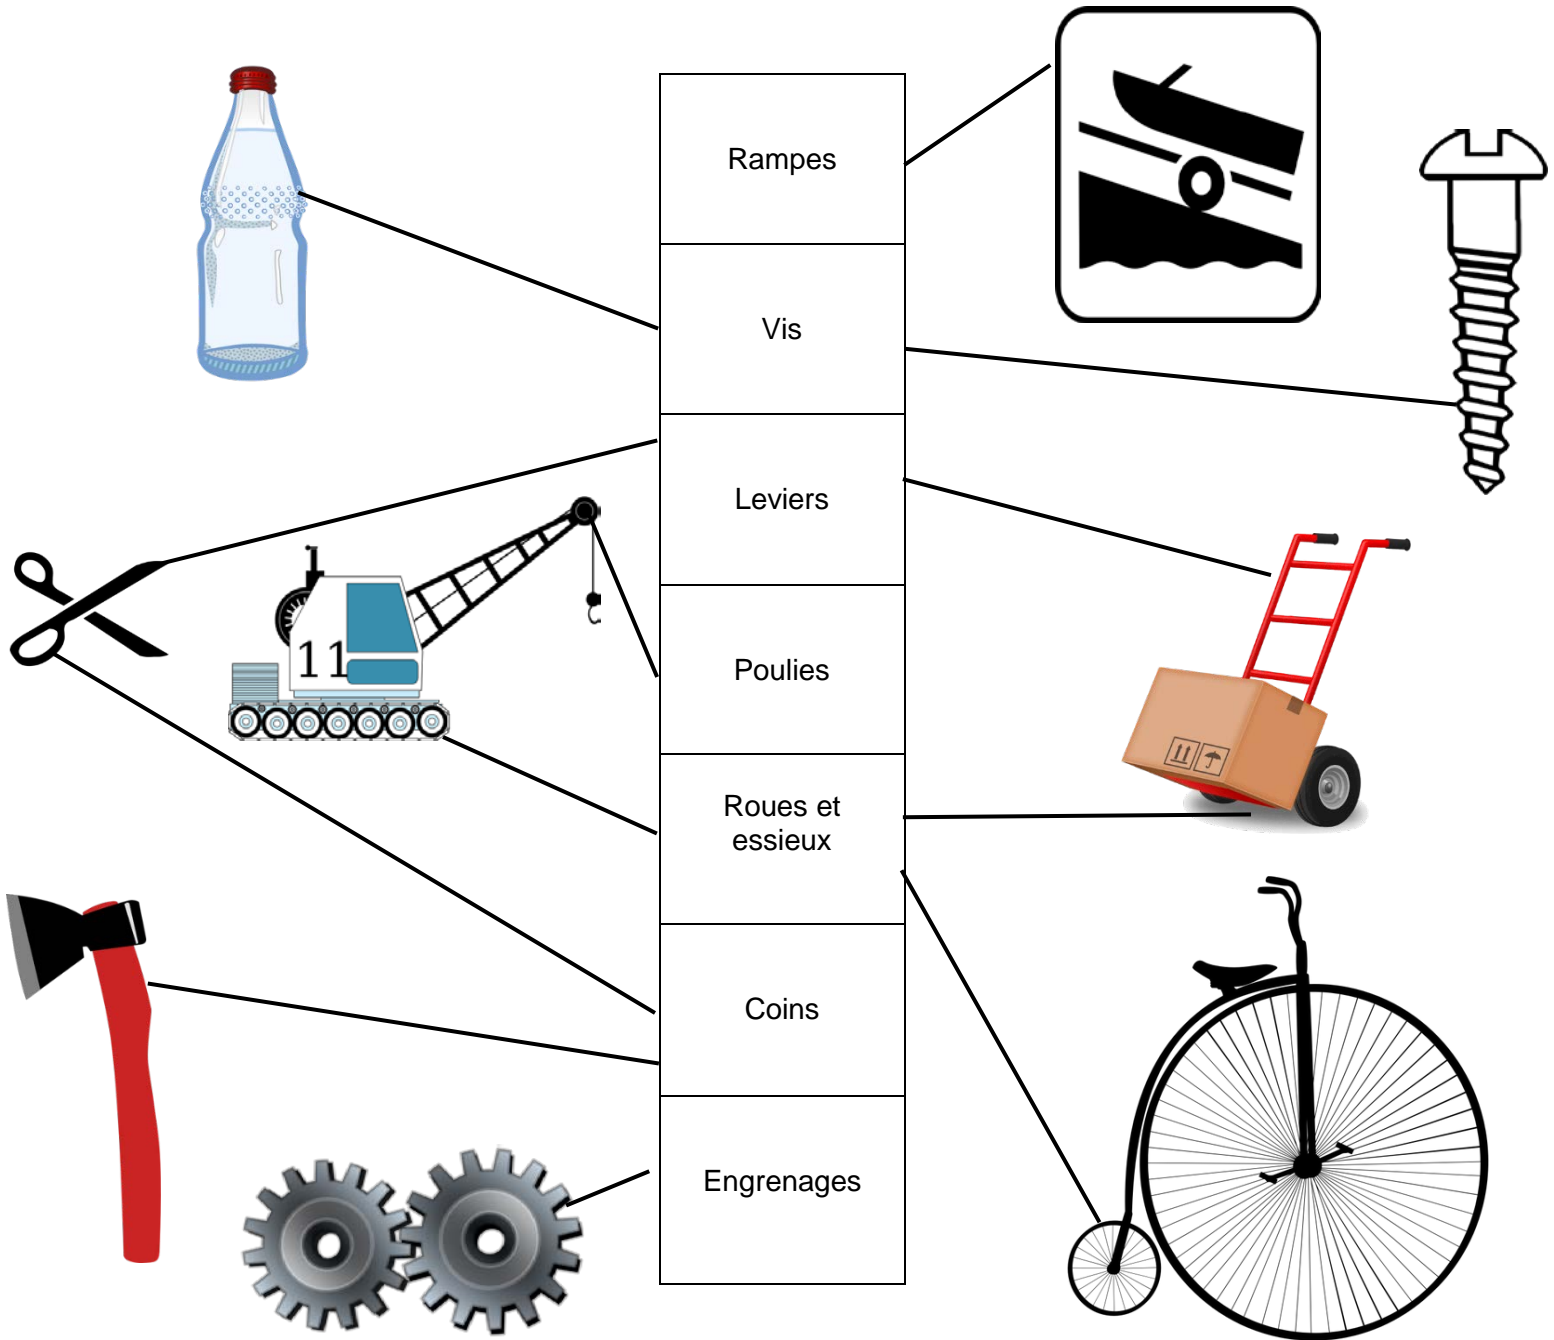 Rampes
Vis
Leviers
11
Poulies
Roues et
essieux
Coins
Engrenages